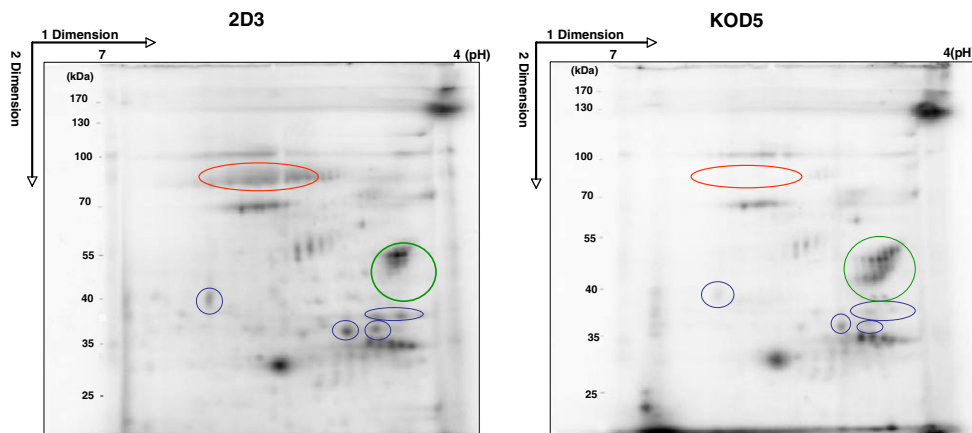 2D3
1 Dimension
2 Dimension
7
4 (pH)
(kDa)
170
130
100
70
55
40
35
25
KOD5
1 Dimension
2 Dimension
7
4 (pH)
(kDa)
170
130
100
70
55
40
35
25